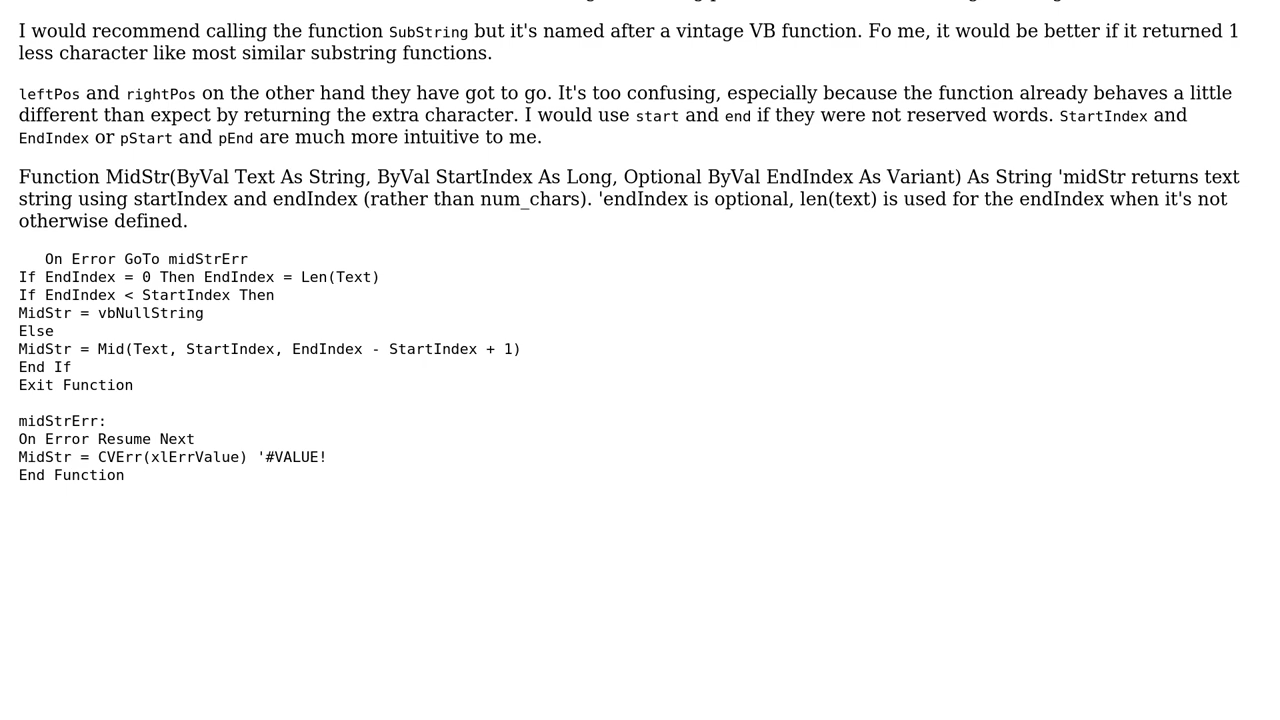 I would recommend calling the function SubString but it's named after a vintage VB function. Fo me, it would be better if it returned 1
less character like most similar substring functions.
leftPos and rightPos on the other hand they have got to go. It's too confusing, especially because the function already behaves a little
different than expect by returning the extra character. I would use start and end if they were not reserved words. StartIndex and
EndIndex or pStart and pEnd are much more intuitive to me.
Function MidStr(ByVal Text As String, ByVal StartIndex As Long, Optional ByVal EndIndex As Variant) As String 'midStr returns text
string using startIndex and endIndex (rather than num_chars). 'endIndex is optional, len(text) is used for the endIndex when it's not
otherwise defined.
On Error GoTo midStrErr
If EndIndex = 0 Then EndIndex = Len(Text)
If EndIndex < StartIndex Then
MidStr = vbNullString
Else
MidStr = Mid(Text, StartIndex, EndIndex - StartIndex + 1)
End If
Exit Function
midStrErr:
On Error Resume Next
MidStr = CVErr(xlErrValue) '#VALUE!
End Function